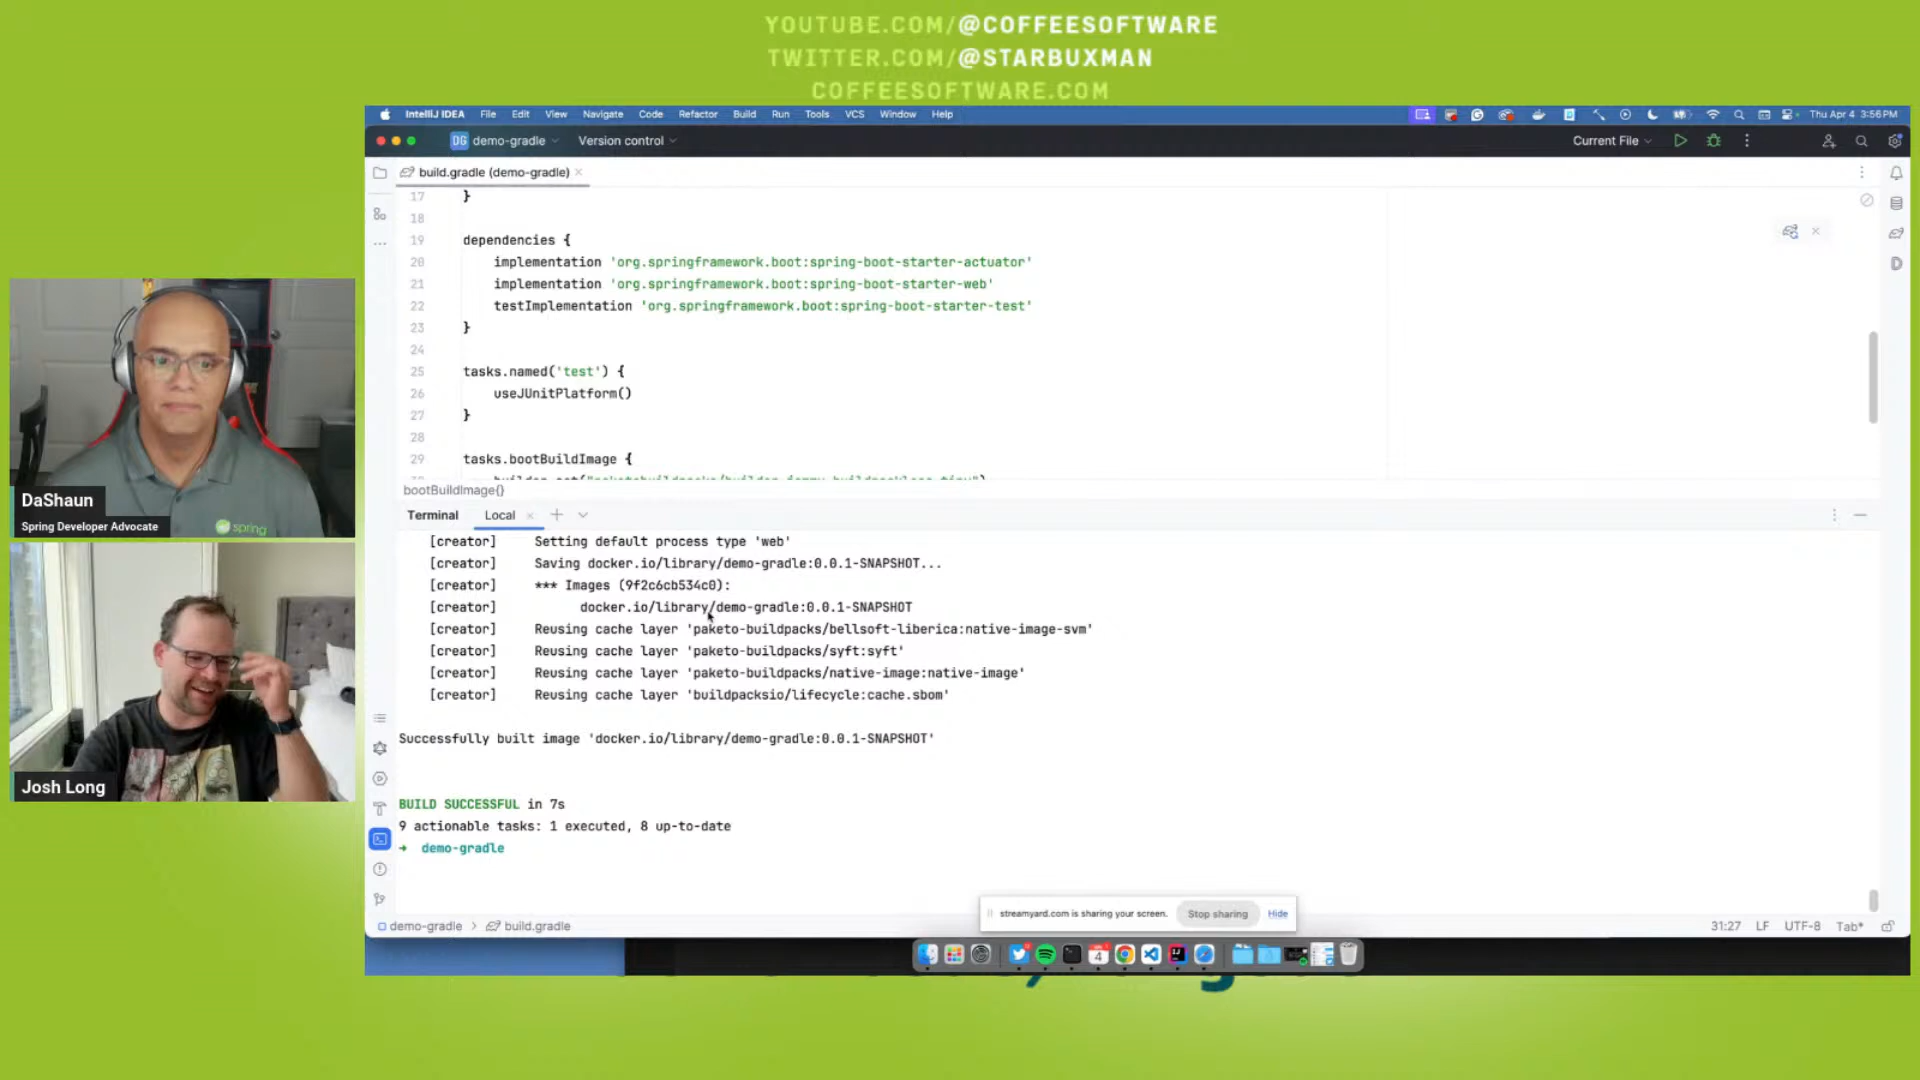 YOUTUBE.COM/@COFFEESOFTWARE
TWITTER.COM/@STARBUXMAN
COFFEESOFTWARE.COM
IntelliJ IDEA File Edit View Navigate Code Refactor Build Run Tools VCS Window Help
Thu Apr 4 3:56 PM
DG demo-gradle Version control
Current File
build.gradle (demo-gradle)
17 }
18
19 dependencies {
20 implementation 'org.springframework.boot:spring-boot-starter-actuator'
21 implementation 'org.springframework.boot:spring-boot-starter-web'
22 testImplementation 'org.springframework.boot:spring-boot-starter-test'
23 }
24
25 tasks.named('test') {
26 useJUnitPlatform()
27 }
28
29 tasks.bootBuildImage {
bootBuildImage{}
Terminal Local
[creator] Setting default process type 'web'
[creator] Saving docker.io/library/demo-gradle:0.0.1-SNAPSHOT...
[creator] *** Images (9f2c6cb534c0):
[creator] docker.io/library/demo-gradle:0.0.1-SNAPSHOT
[creator] Reusing cache layer 'paketo-buildpacks/bellsoft-liberica:native-image-svm'
[creator] Reusing cache layer 'paketo-buildpacks/syft:syft'
[creator] Reusing cache layer 'paketo-buildpacks/native-image:native-image'
[creator] Reusing cache layer 'buildpacksio/lifecycle:cache.sbom'
Successfully built image 'docker.io/library/demo-gradle:0.0.1-SNAPSHOT'
BUILD SUCCESSFUL in 7s
9 actionable tasks: 1 executed, 8 up-to-date
➜ demo-gradle
streamyard.com is sharing your screen. Stop sharing Hide
demo-gradle > build.gradle
31:27 LF UTF-8 Tab*
4
DaShaun
Spring Developer Advocate
spring
Josh Long